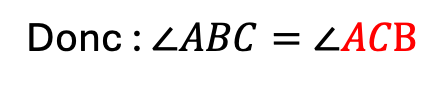 Donc : ∠ABC = ∠ACB